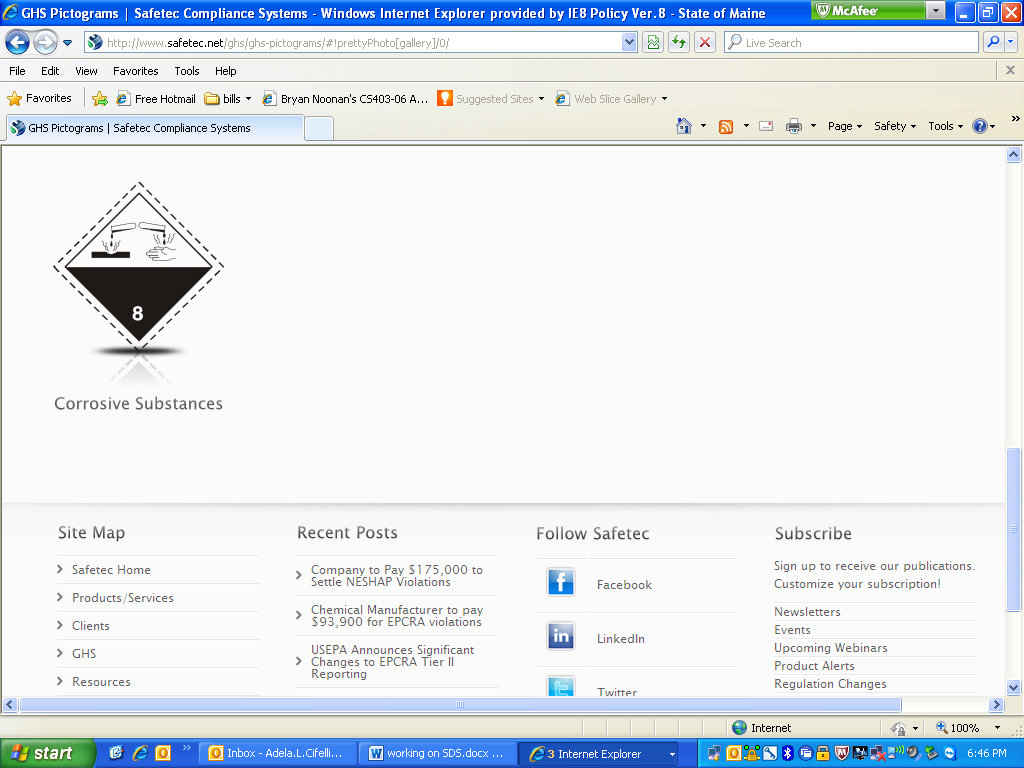 GHS Pictograms | Safetec Compliance Systems - Windows Internet Explorer provided by IE8 Policy Ver. 8 - State of Maine
McAfee
http://www.safetec.net/ghs/ghs-pictograms/#!prettyPhoto[gallery]/0/
Live Search
File Edit View Favorites Tools Help
Favorites Free Hotmail bills Bryan Noonan's CS403-06 A... Suggested Sites Web Slice Gallery
GHS Pictograms | Safetec Compliance Systems
Page Safety Tools
8
Corrosive Substances
Site Map
Safetec Home
Products/Services
Clients
GHS
Resources
Recent Posts
Company to Pay $175,000 to
Settle NESHAP Violations
Chemical Manufacturer to pay
$93,900 for EPCRA violations
USEPA Announces Significant
Changes to EPCRA Tier II
Reporting
Follow Safetec
Facebook
LinkedIn
Twitter
Subscribe
Sign up to receive our publications.
Customize your subscription!
Newsletters
Events
Upcoming Webinars
Product Alerts
Regulation Changes
Internet 100%
start Inbox - Adela.L.Cifelli... working on SDS.docx ... 3 Internet Explorer 6:46 PM